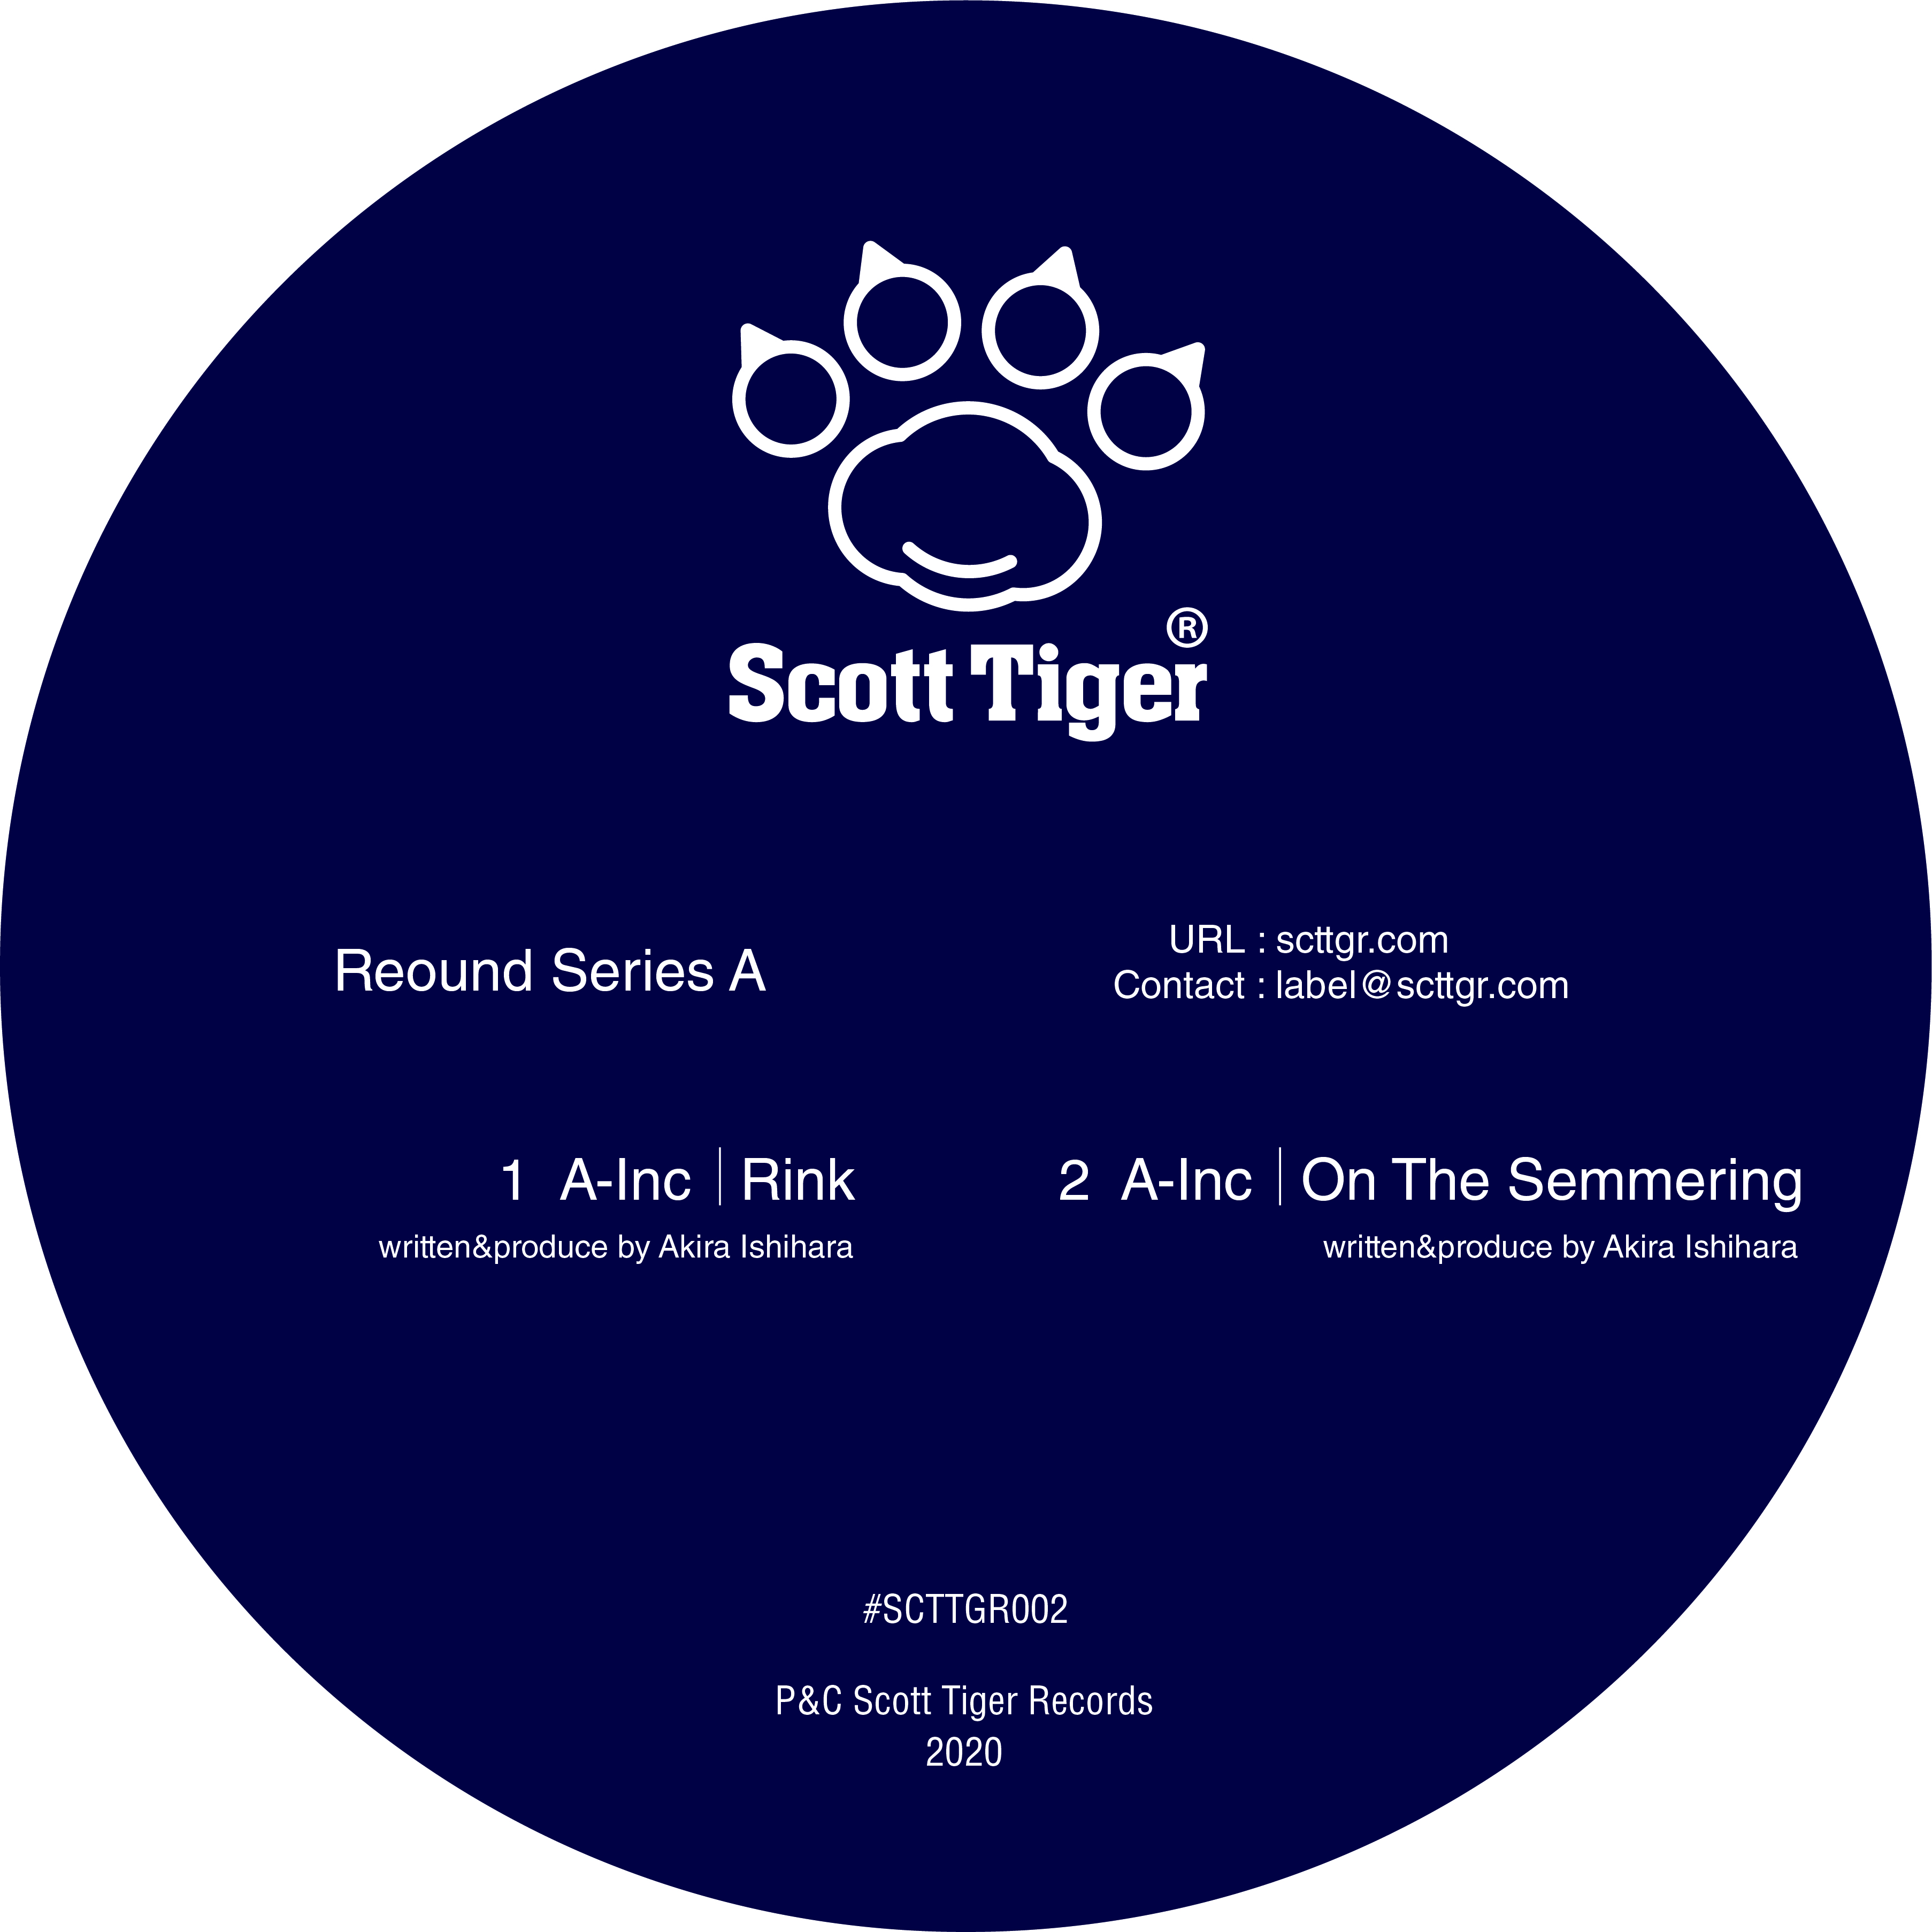 Scott Tiger®
Reound Series A
URL : scttgr.com
Contact : label@scttgr.com
1 A-Inc | Rink
written&produce by Akira Ishihara
2 A-Inc | On The Semmering
written&produce by Akira Ishihara
#SCTTGR002
P&C Scott Tiger Records
2020